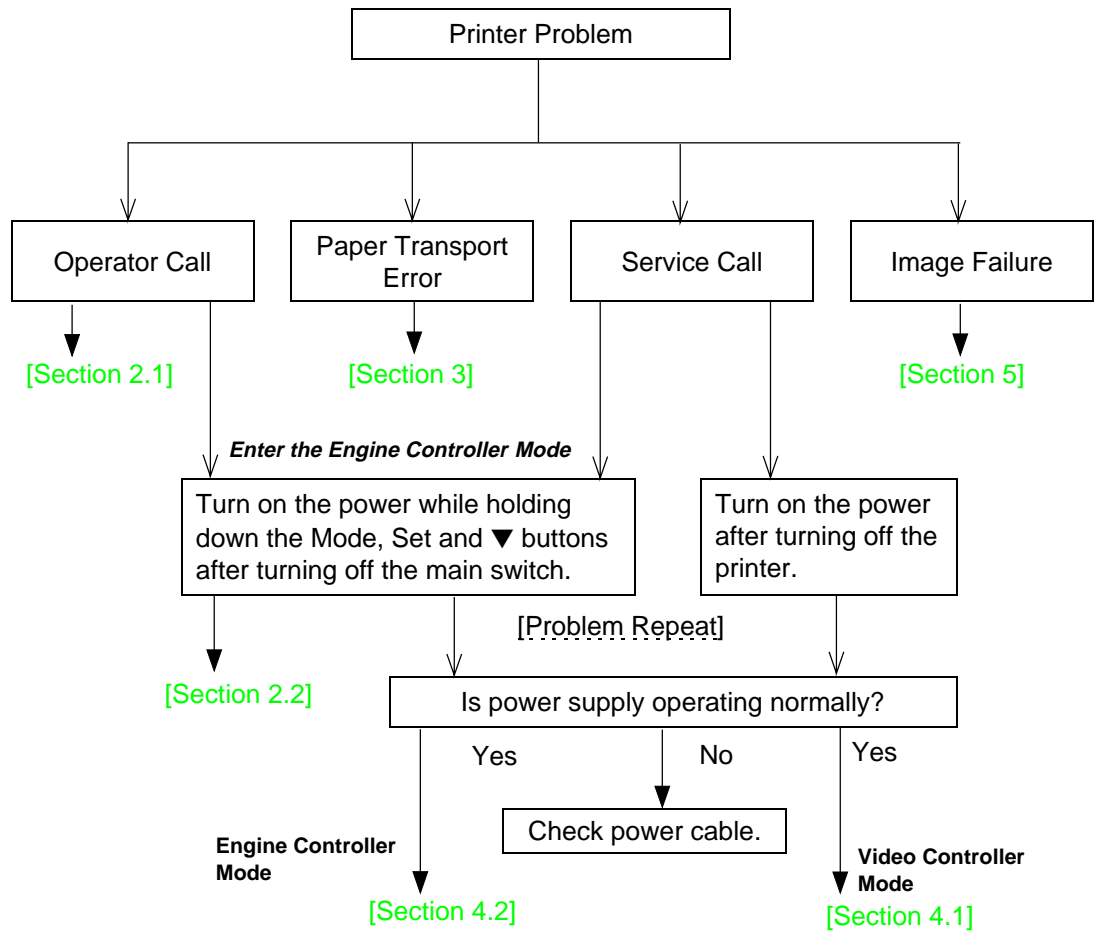 Printer Problem
Operator Call
Paper Transport
Error
Service Call
Image Failure
[Section 2.1]
[Section 3]
[Section 5]
Enter the Engine Controller Mode
Turn on the power while holding
down the Mode, Set and ▼ buttons
after turning off the main switch.
Turn on the power
after turning off the
printer.
[Problem Repeat]
[Section 2.2]
Is power supply operating normally?
Yes
No
Yes
Check power cable.
Engine Controller
Mode
Video Controller
Mode
[Section 4.2]
[Section 4.1]